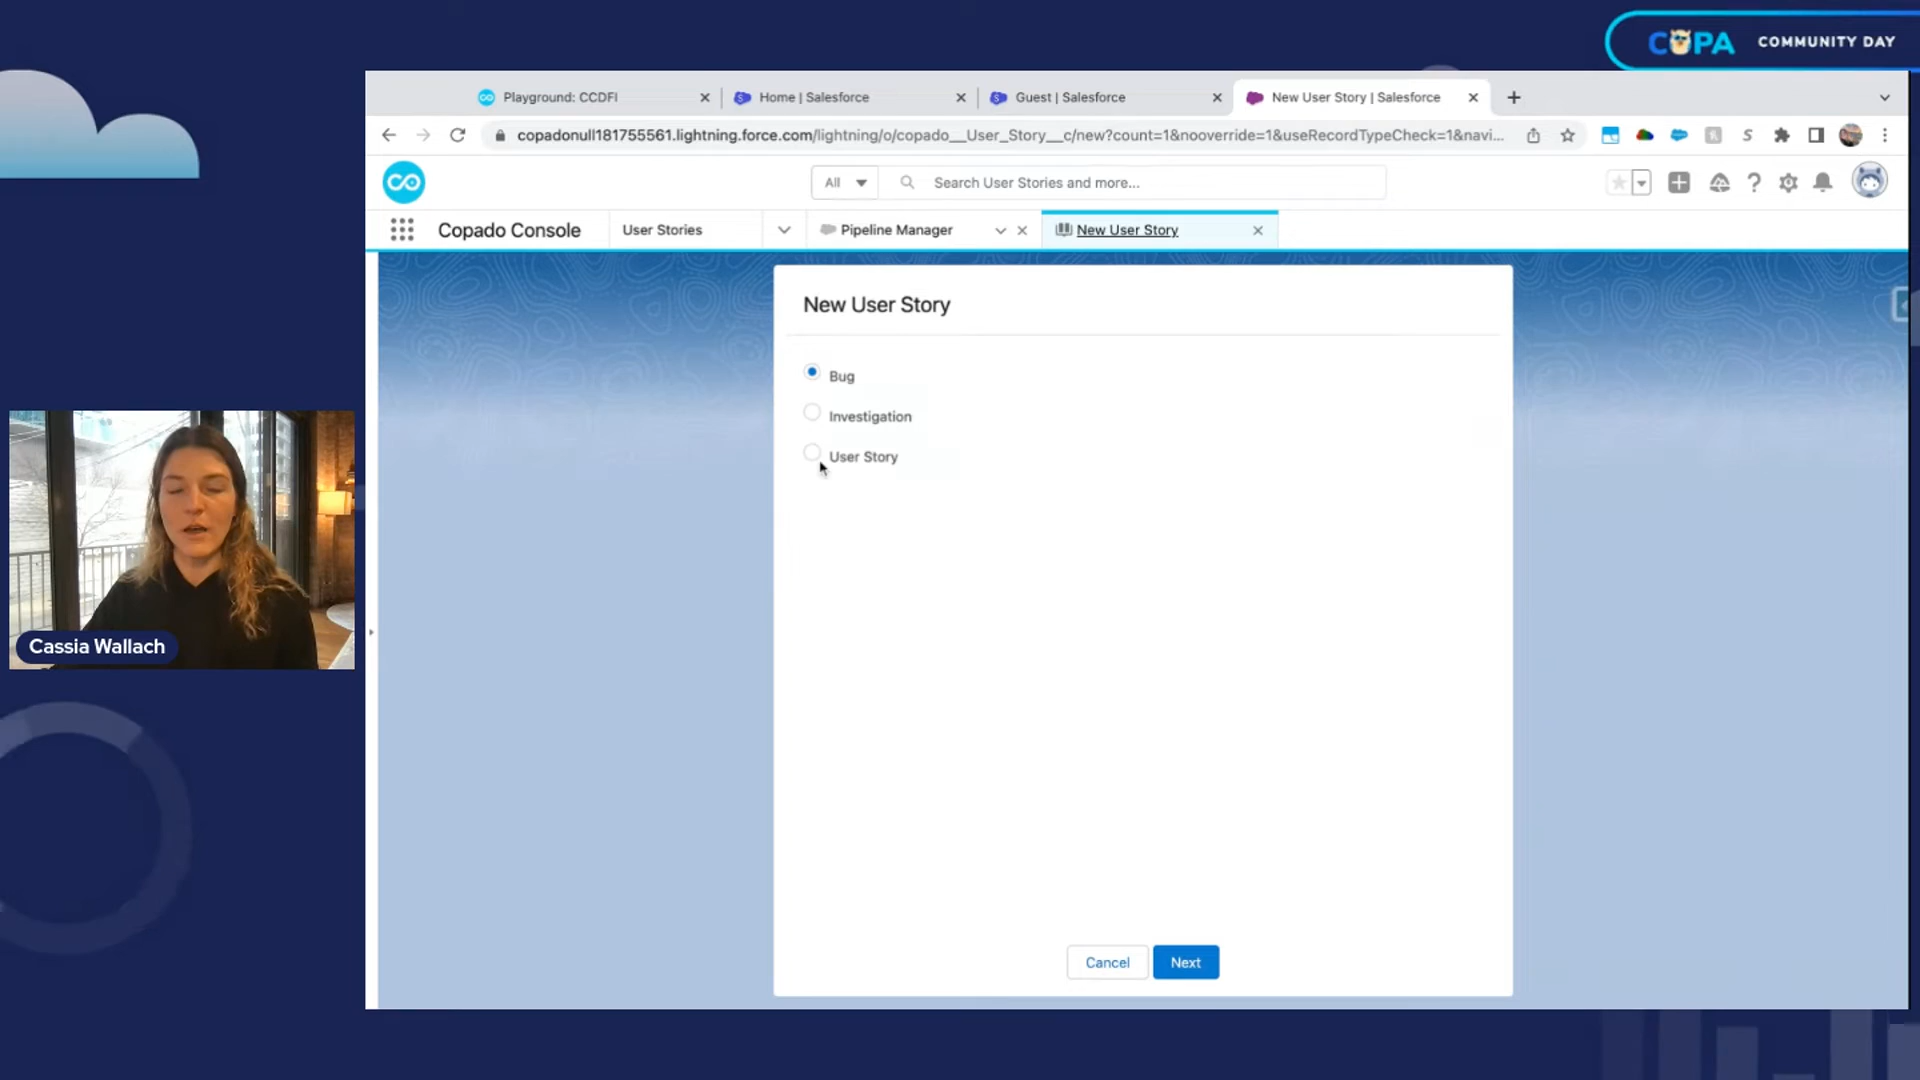 COPA COMMUNITY DAY
Playground: CCDFI
Home | Salesforce
Guest | Salesforce
New User Story | Salesforce
copadonull181755561.lightning.force.com/lightning/o/copado__User_Story__c/new?count=1&nooverride=1&useRecordTypeCheck=1&navi...
All
Search User Stories and more...
Copado Console
User Stories
Pipeline Manager
New User Story
New User Story
Bug
Investigation
User Story
Cassia Wallach
Cancel
Next